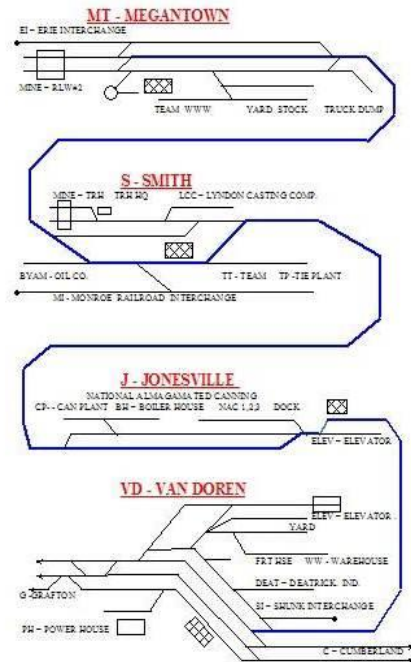 MT - MEGANTOWN
EI - ERIE INTERCHANGE
MINE - RLW#2
TEAM WWW YARD STOCK TRUCK DUMP
S - SMITH
MINE - TRH TRH HQ LCC - LYNDON CASTING COMP.
BYAM - OIL CO. TT - TEAM TP - TIE PLANT
MI - MONROE RAILROAD INTERCHANGE
J - JONESVILLE
NATIONAL ALMAGAMATED CANNING
CP - CAN PLANT BH - BOILER HOUSE NAC 1,2,3 DOCK
ELEV - ELEVATOR
VD - VAN DOREN
ELEV - ELEVATOR
YARD
FRT HSE WW - WAREHOUSE
DEAT - DEATRICK IND.
G - GRAFTON
SI - SHUNK INTERCHANGE
PH - POWER HOUSE
C - CUMBERLAND